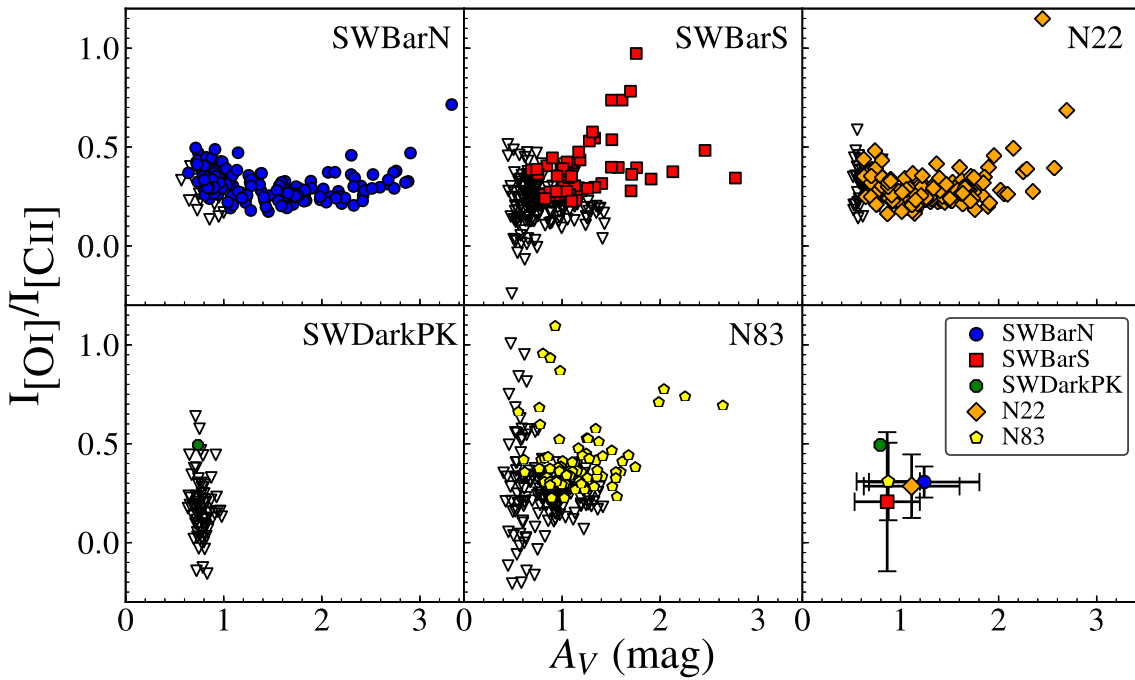 SWBarN
SWBarS
N22
1.0
0.5
0.0
I[OI]/I[CII]
SWDarkPK
N83
SWBarN
SWBarS
SWDarkPK
N22
N83
1.0
0.5
0.0
0 1 2 3 0 1 2 3 0 1 2 3
A_V (mag)